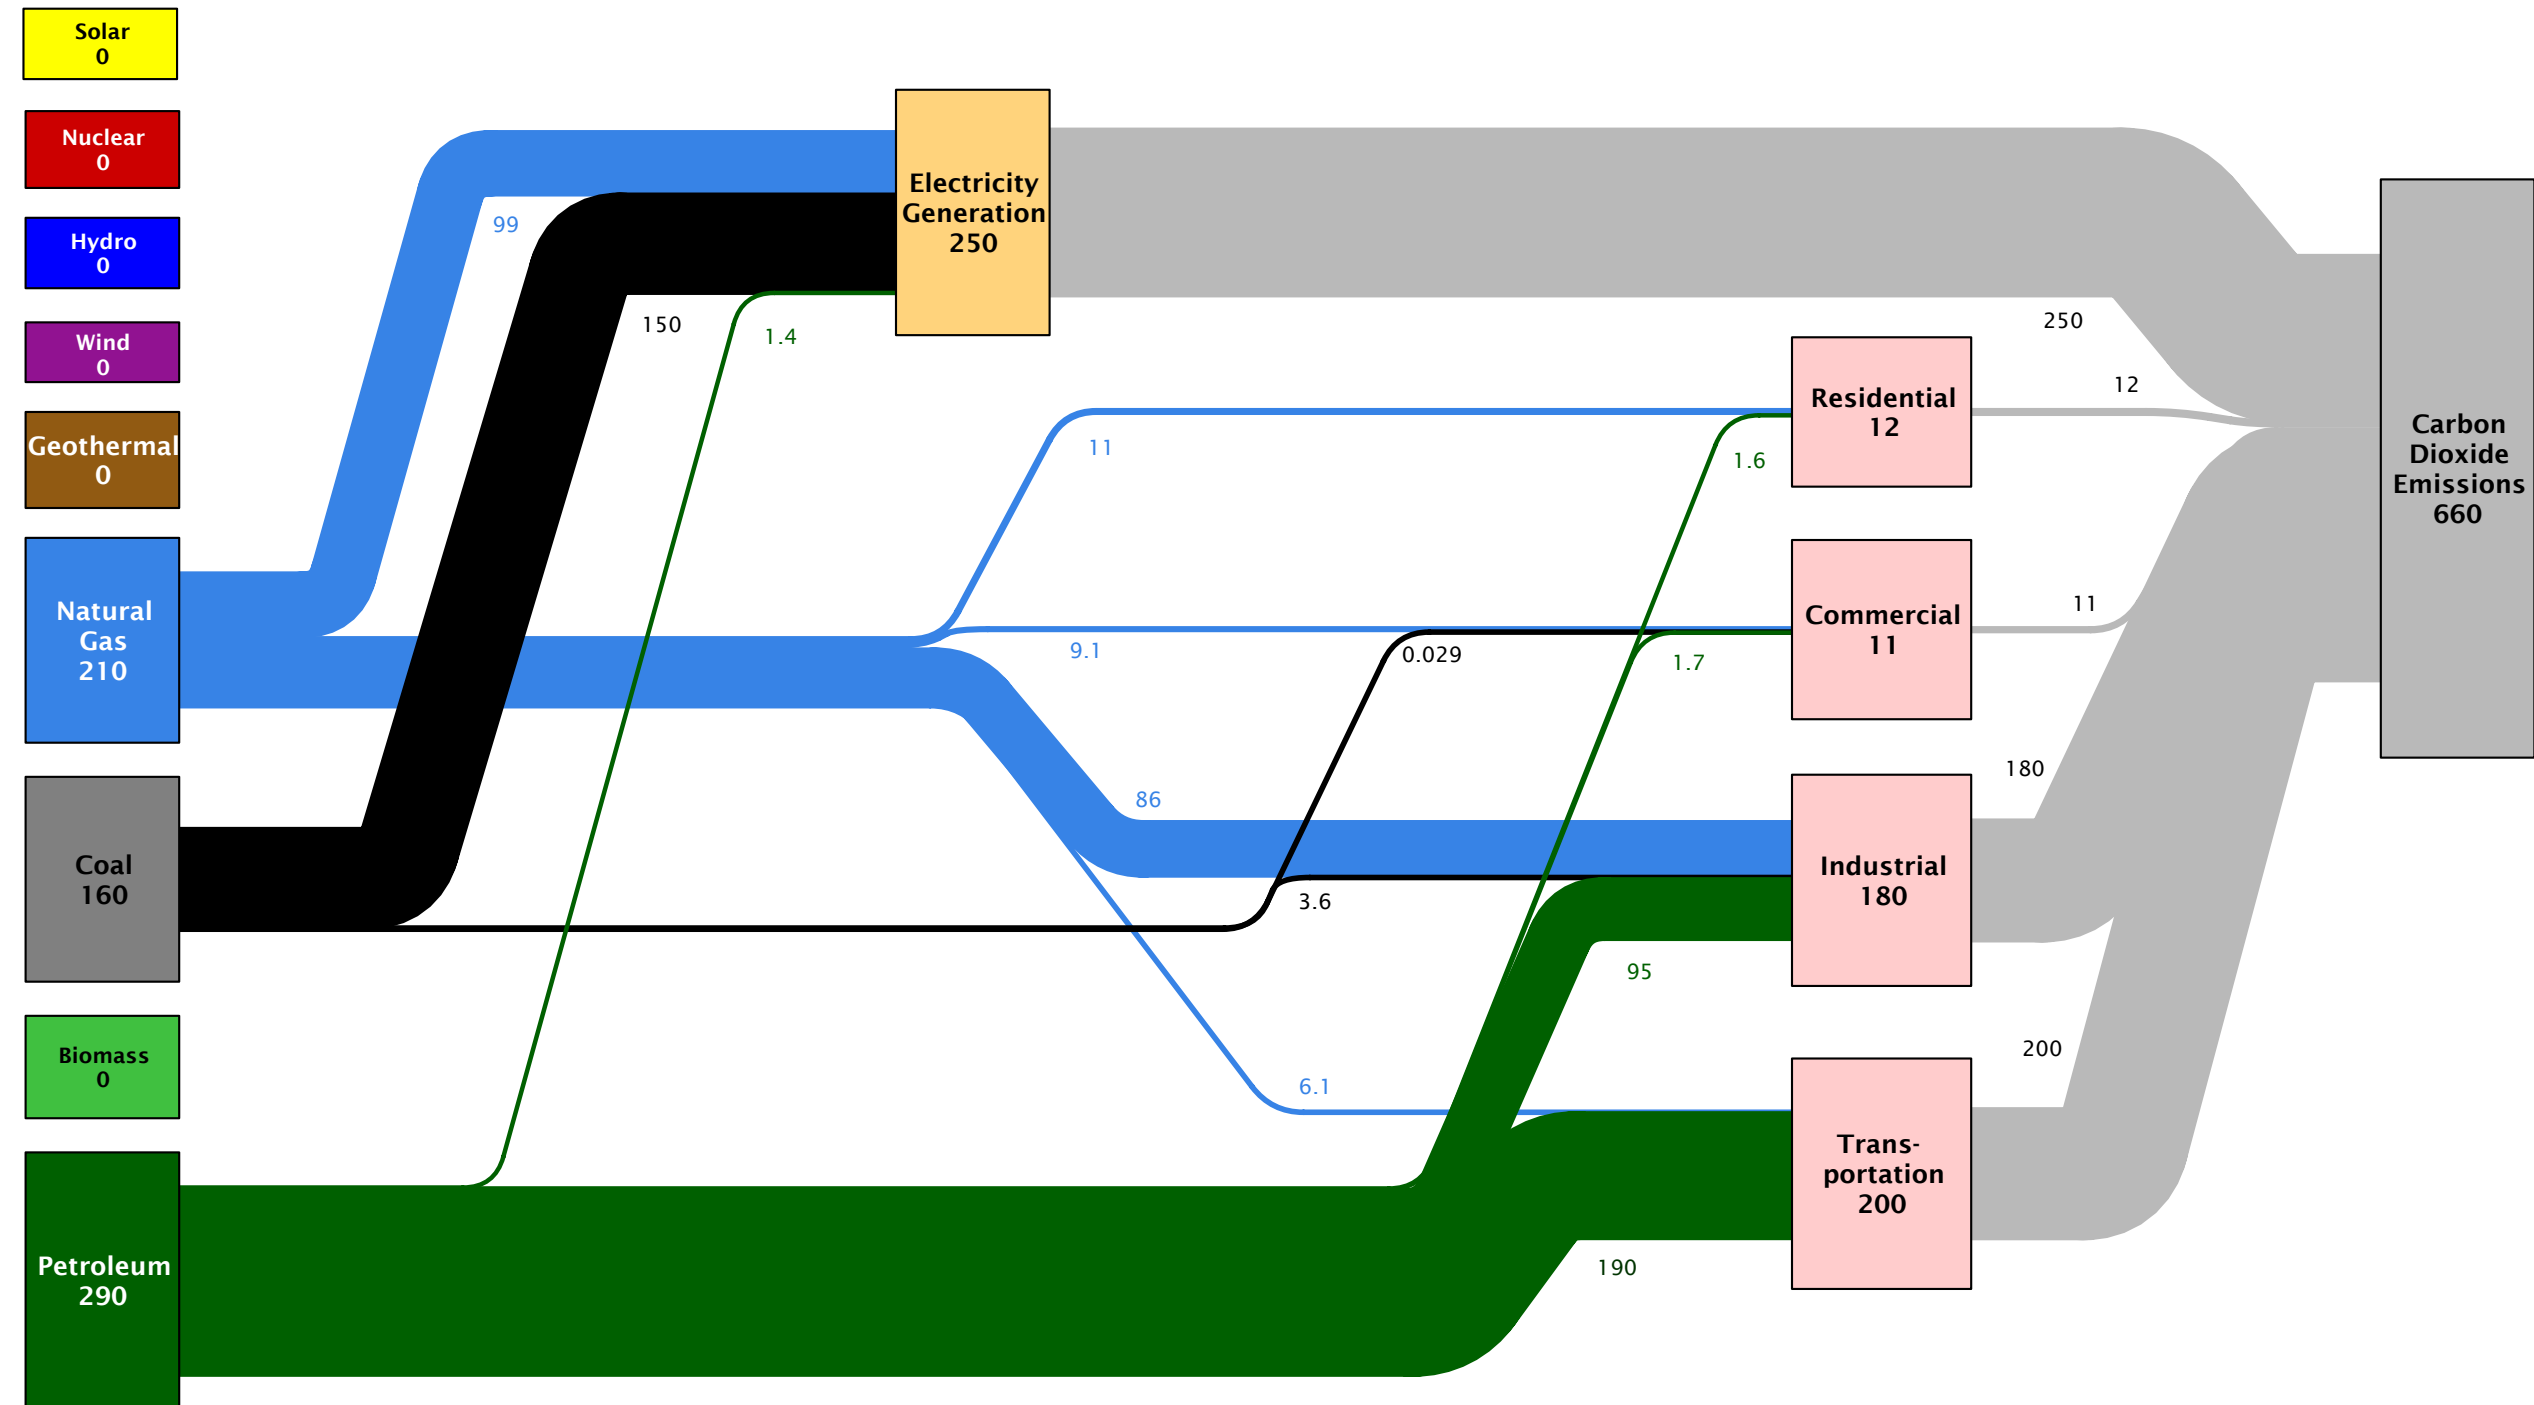 Solar
0
Nuclear
0
Hydro
0
Wind
0
Geothermal
0
Natural
Gas
210
Coal
160
Biomass
0
Petroleum
290
99
150
1.4
Electricity
Generation
250
11
9.1
0.029
86
3.6
6.1
1.6
1.7
95
190
Residential
12
Commercial
11
Industrial
180
Trans-
portation
200
250
12
11
180
200
Carbon
Dioxide
Emissions
660